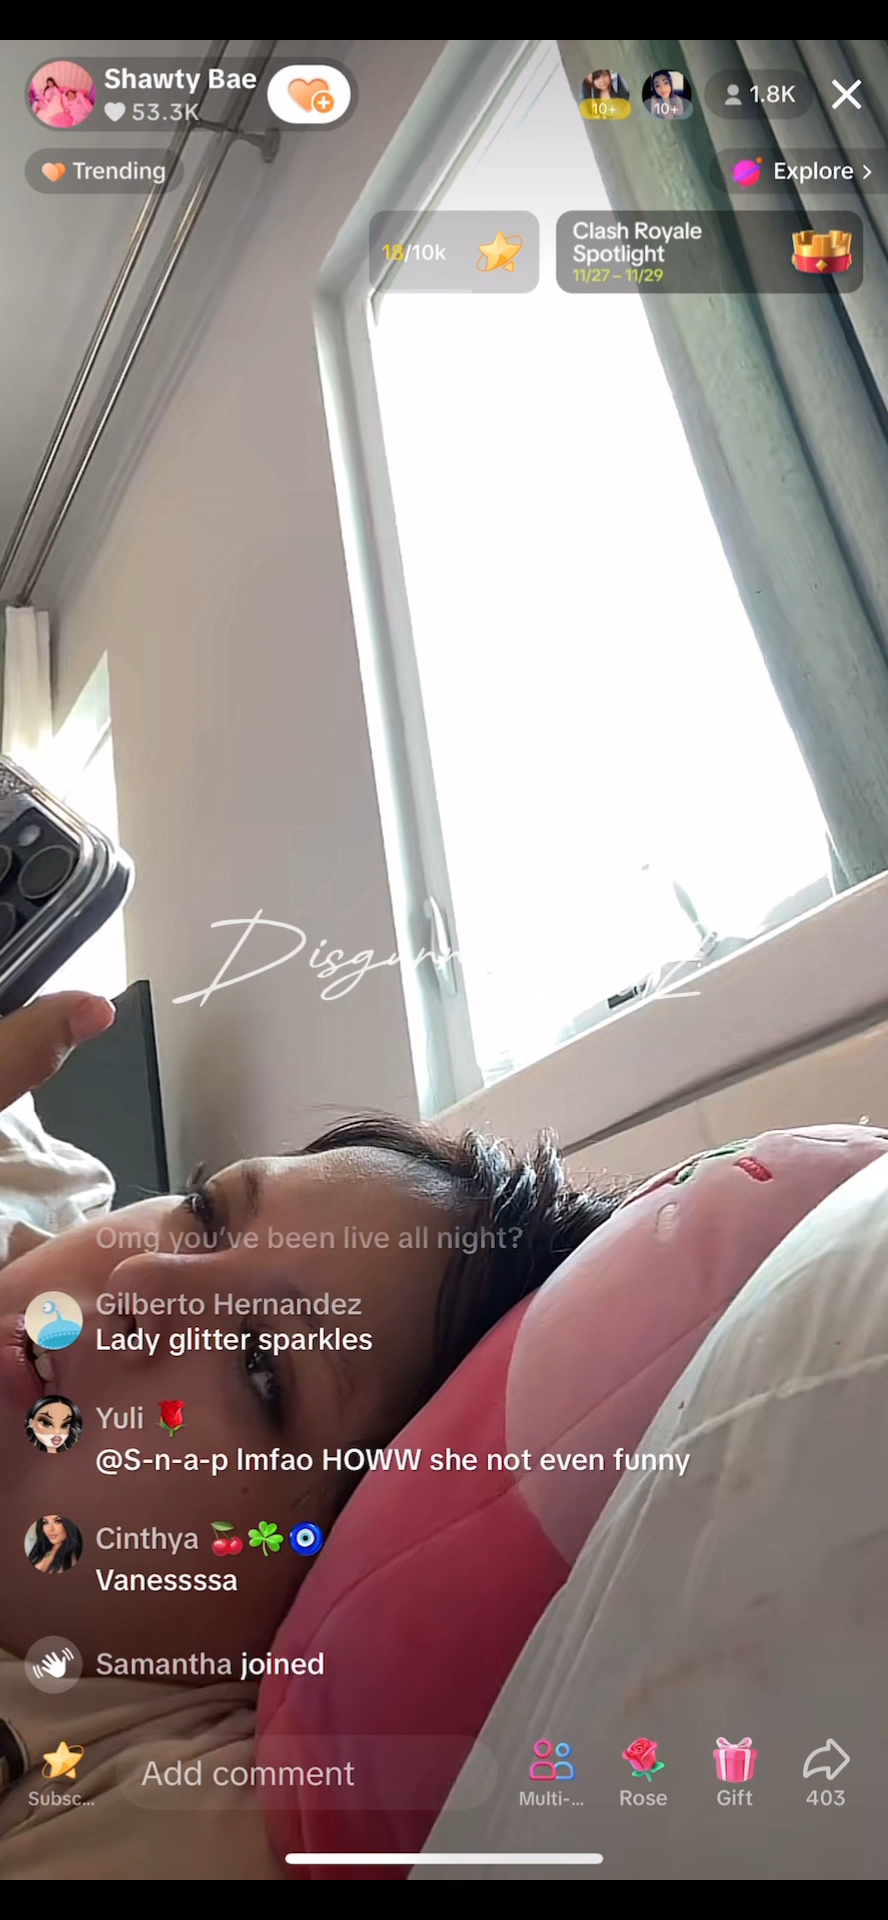 Shawty Bae
53.3K
10+
10+
1.8K
Trending
Explore
18/10k
Clash Royale
Spotlight
11/27 – 11/29
Omg you've been live all night?
Gilberto Hernandez
Lady glitter sparkles
Yuli
@S-n-a-p lmfao HOWW she not even funny
Cinthya
Vanessssa
Samantha joined
Subsc...
Add comment
Multi-...
Rose
Gift
403